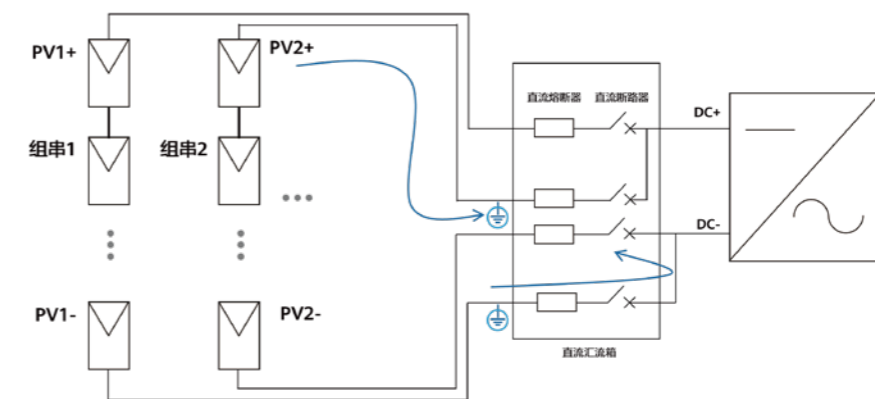 PV1+
PV2+
直流熔断器 直流断路器
DC+
组串1
组串2
DC-
PV1-
PV2-
直流汇流箱